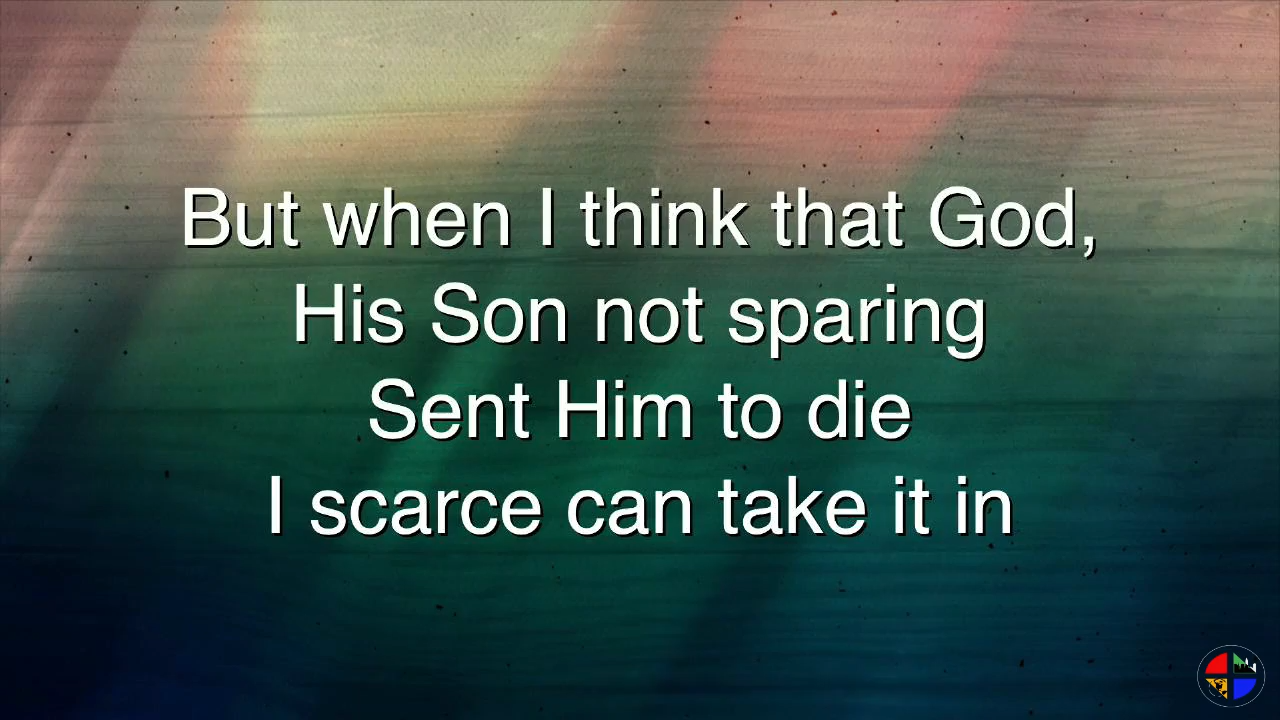 But when I think that God,
His Son not sparing
Sent Him to die
I scarce can take it in